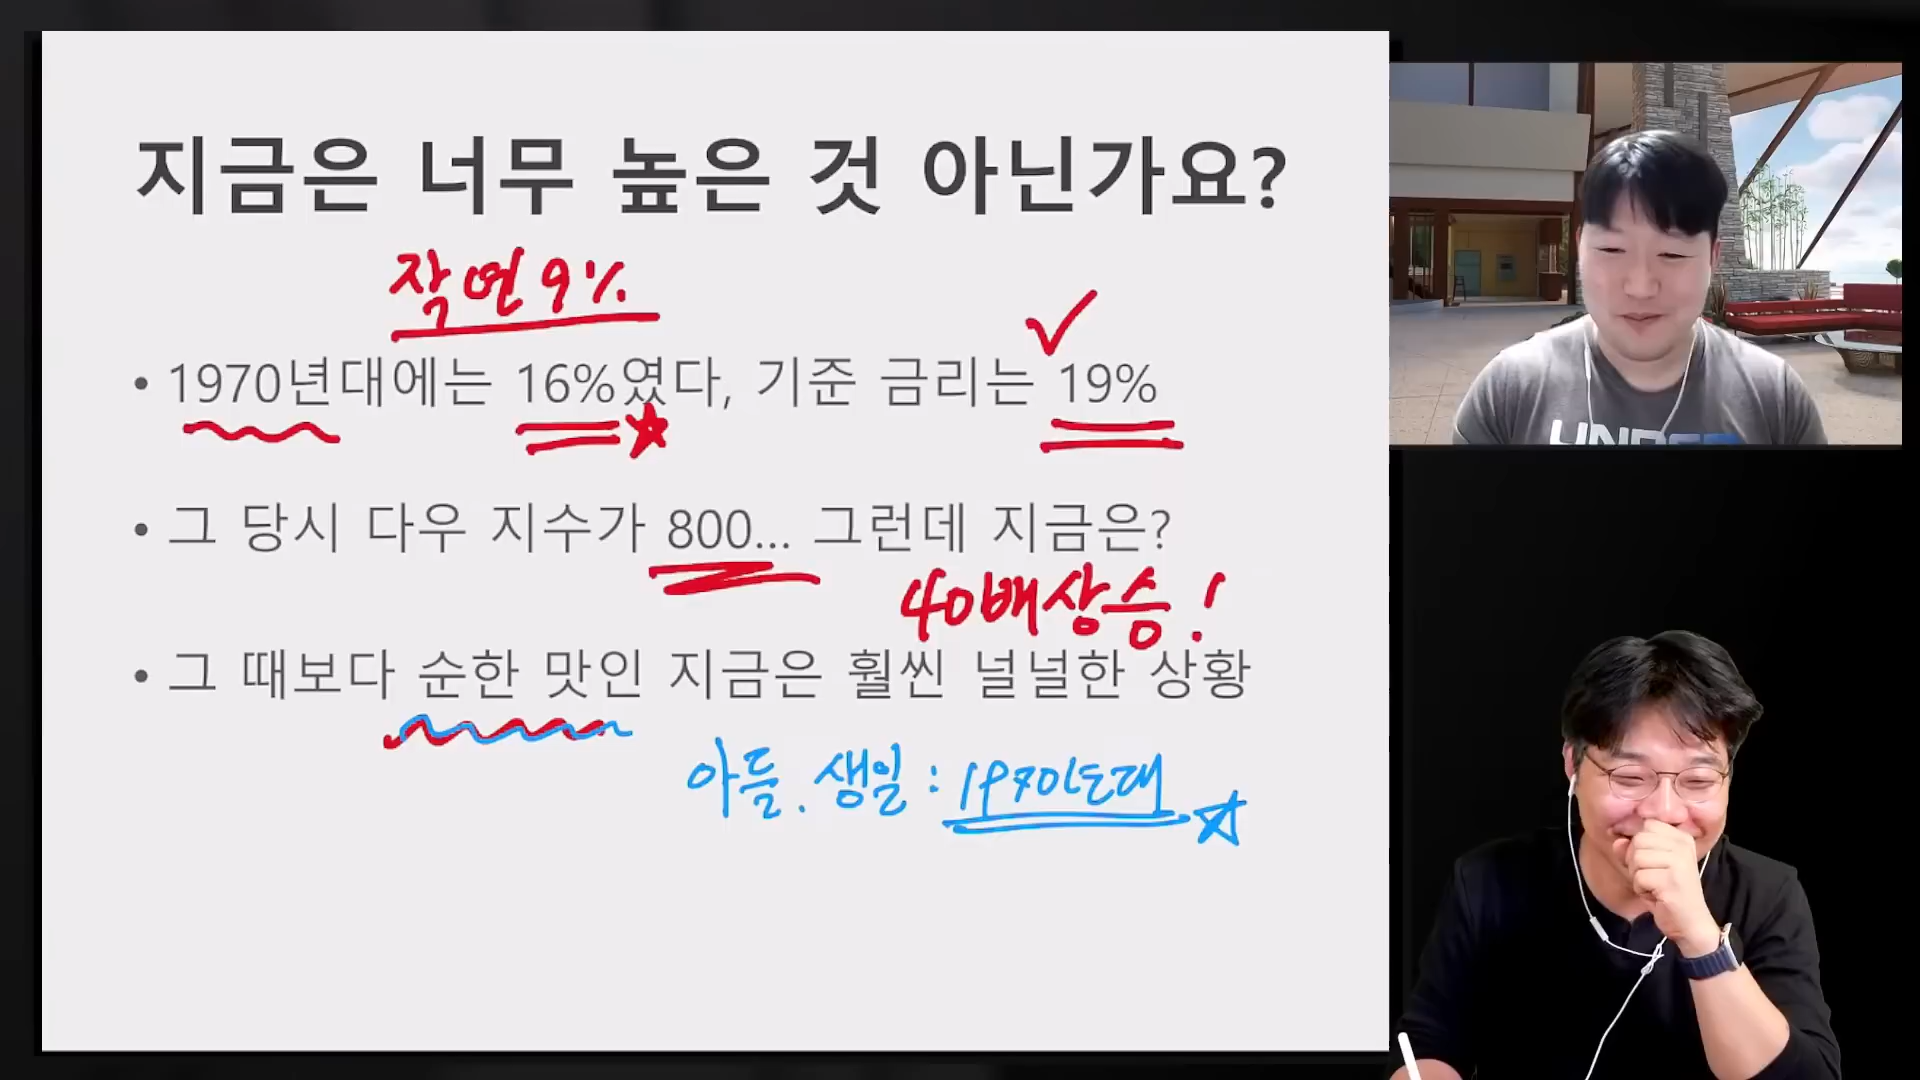 지금은 너무 높은 것 아닌가요?
작년 9%
• 1970년대에는 16%였다, 기준 금리는 19%
• 그 당시 다우 지수가 800... 그런데 지금은?
40배상승!
• 그 때보다 순한 맛인 지금은 훨씬 널널한 상황
아들. 생일 : 1970년대